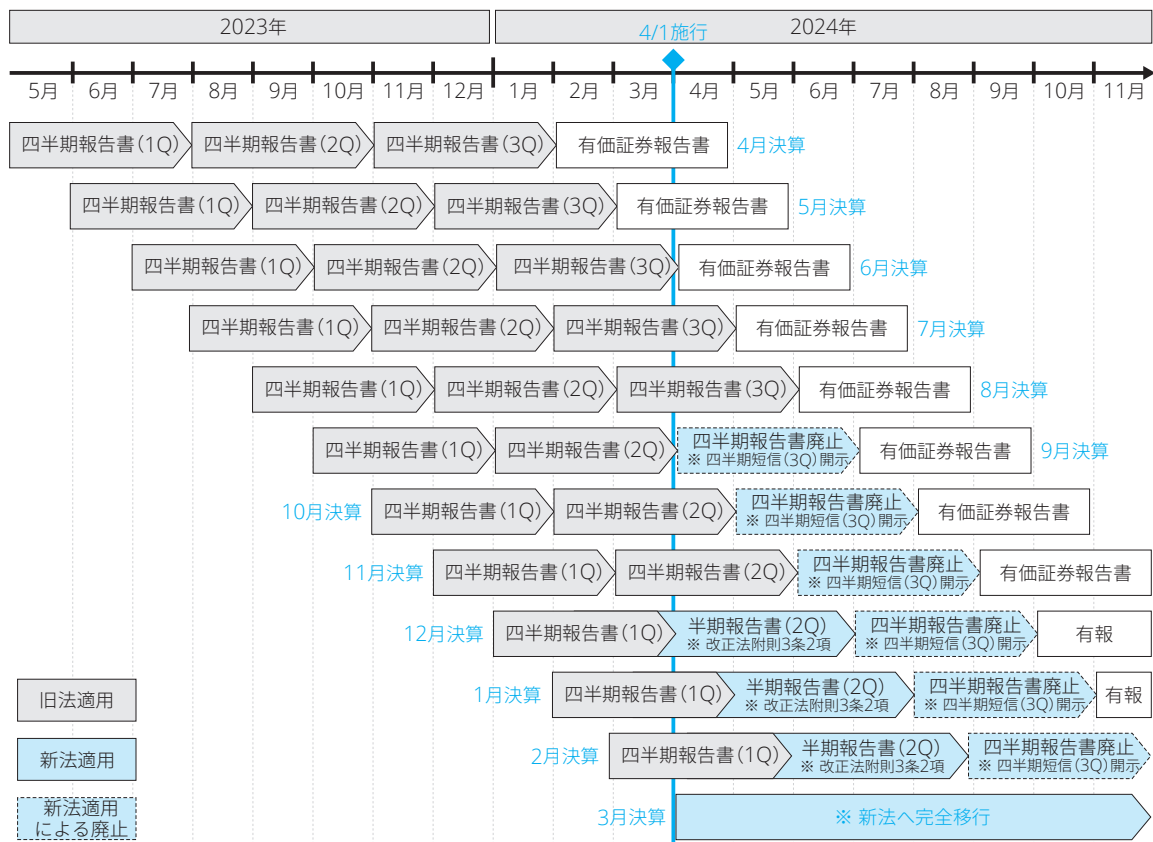 2023年
4/1施行
2024年
5月 6月 7月 8月 9月 10月 11月 12月 1月 2月 3月 4月 5月 6月 7月 8月 9月 10月 11月
四半期報告書(1Q) 四半期報告書(2Q) 四半期報告書(3Q) 有価証券報告書 4月決算
四半期報告書(1Q) 四半期報告書(2Q) 四半期報告書(3Q) 有価証券報告書 5月決算
四半期報告書(1Q) 四半期報告書(2Q) 四半期報告書(3Q) 有価証券報告書 6月決算
四半期報告書(1Q) 四半期報告書(2Q) 四半期報告書(3Q) 有価証券報告書 7月決算
四半期報告書(1Q) 四半期報告書(2Q) 四半期報告書(3Q) 有価証券報告書 8月決算
四半期報告書(1Q) 四半期報告書(2Q) 四半期報告書廃止
※ 四半期短信(3Q)開示
有価証券報告書 9月決算
10月決算 四半期報告書(1Q) 四半期報告書(2Q) 四半期報告書廃止
※ 四半期短信(3Q)開示
有価証券報告書
11月決算 四半期報告書(1Q) 四半期報告書(2Q) 四半期報告書廃止
※ 四半期短信(3Q)開示
有価証券報告書
12月決算 四半期報告書(1Q) 半期報告書(2Q)
※ 改正法附則3条2項
四半期報告書廃止
※ 四半期短信(3Q)開示
有報
1月決算 四半期報告書(1Q) 半期報告書(2Q)
※ 改正法附則3条2項
四半期報告書廃止
※ 四半期短信(3Q)開示
有報
2月決算 四半期報告書(1Q) 半期報告書(2Q)
※ 改正法附則3条2項
四半期報告書廃止
※ 四半期短信(3Q)開示
3月決算 ※ 新法へ完全移行
旧法適用
新法適用
新法適用
による廃止